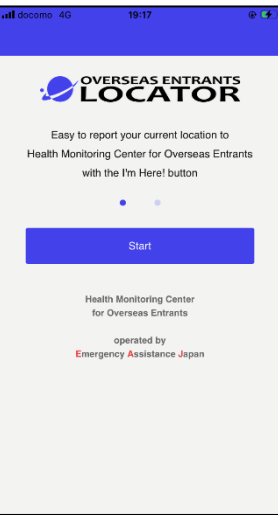 docomo 4G 19:17
OVERSEAS ENTRANTS
LOCATOR
Easy to report your current location to
Health Monitoring Center for Overseas Entrants
with the I'm Here! button
Start
Health Monitoring Center
for Overseas Entrants
operated by
Emergency Assistance Japan